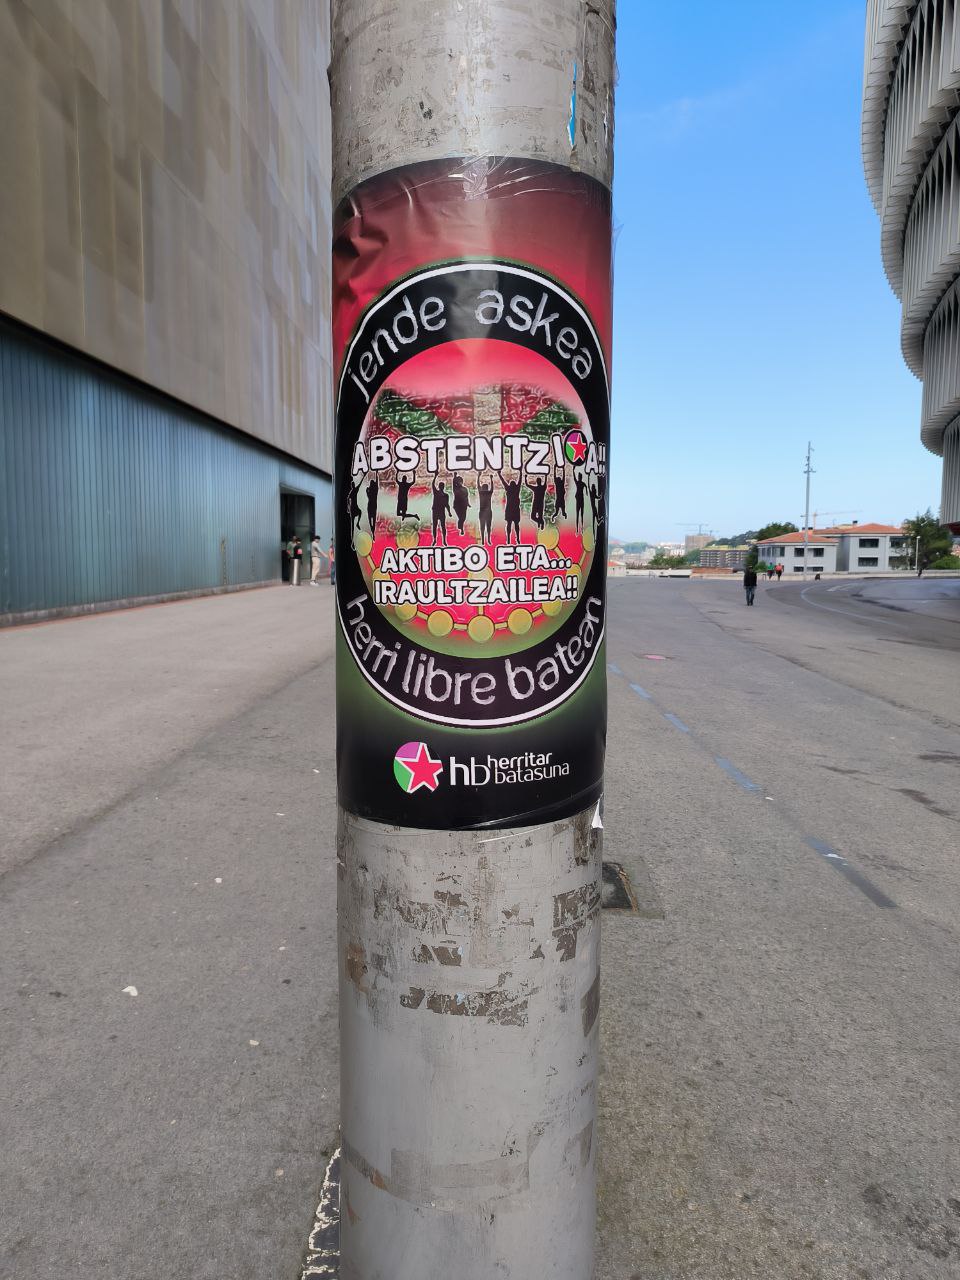 jende askea
ABSTENTZIOA!!
AKTIBO ETA...
IRAULTZAILEA!!
herri libre batean
hb herritar
batasuna